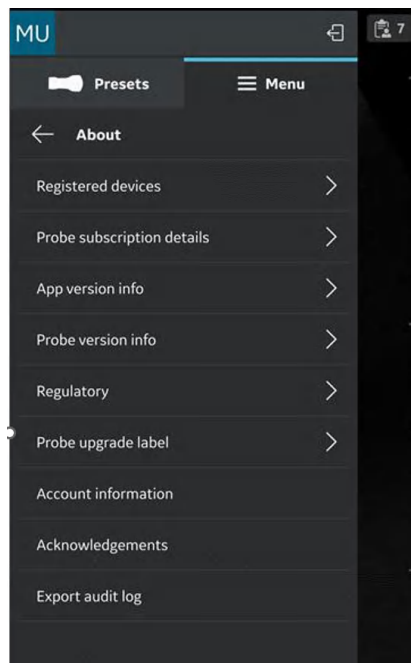 MU
7
Presets
Menu
About
Registered devices
Probe subscription details
App version info
Probe version info
Regulatory
Probe upgrade label
Account information
Acknowledgements
Export audit log